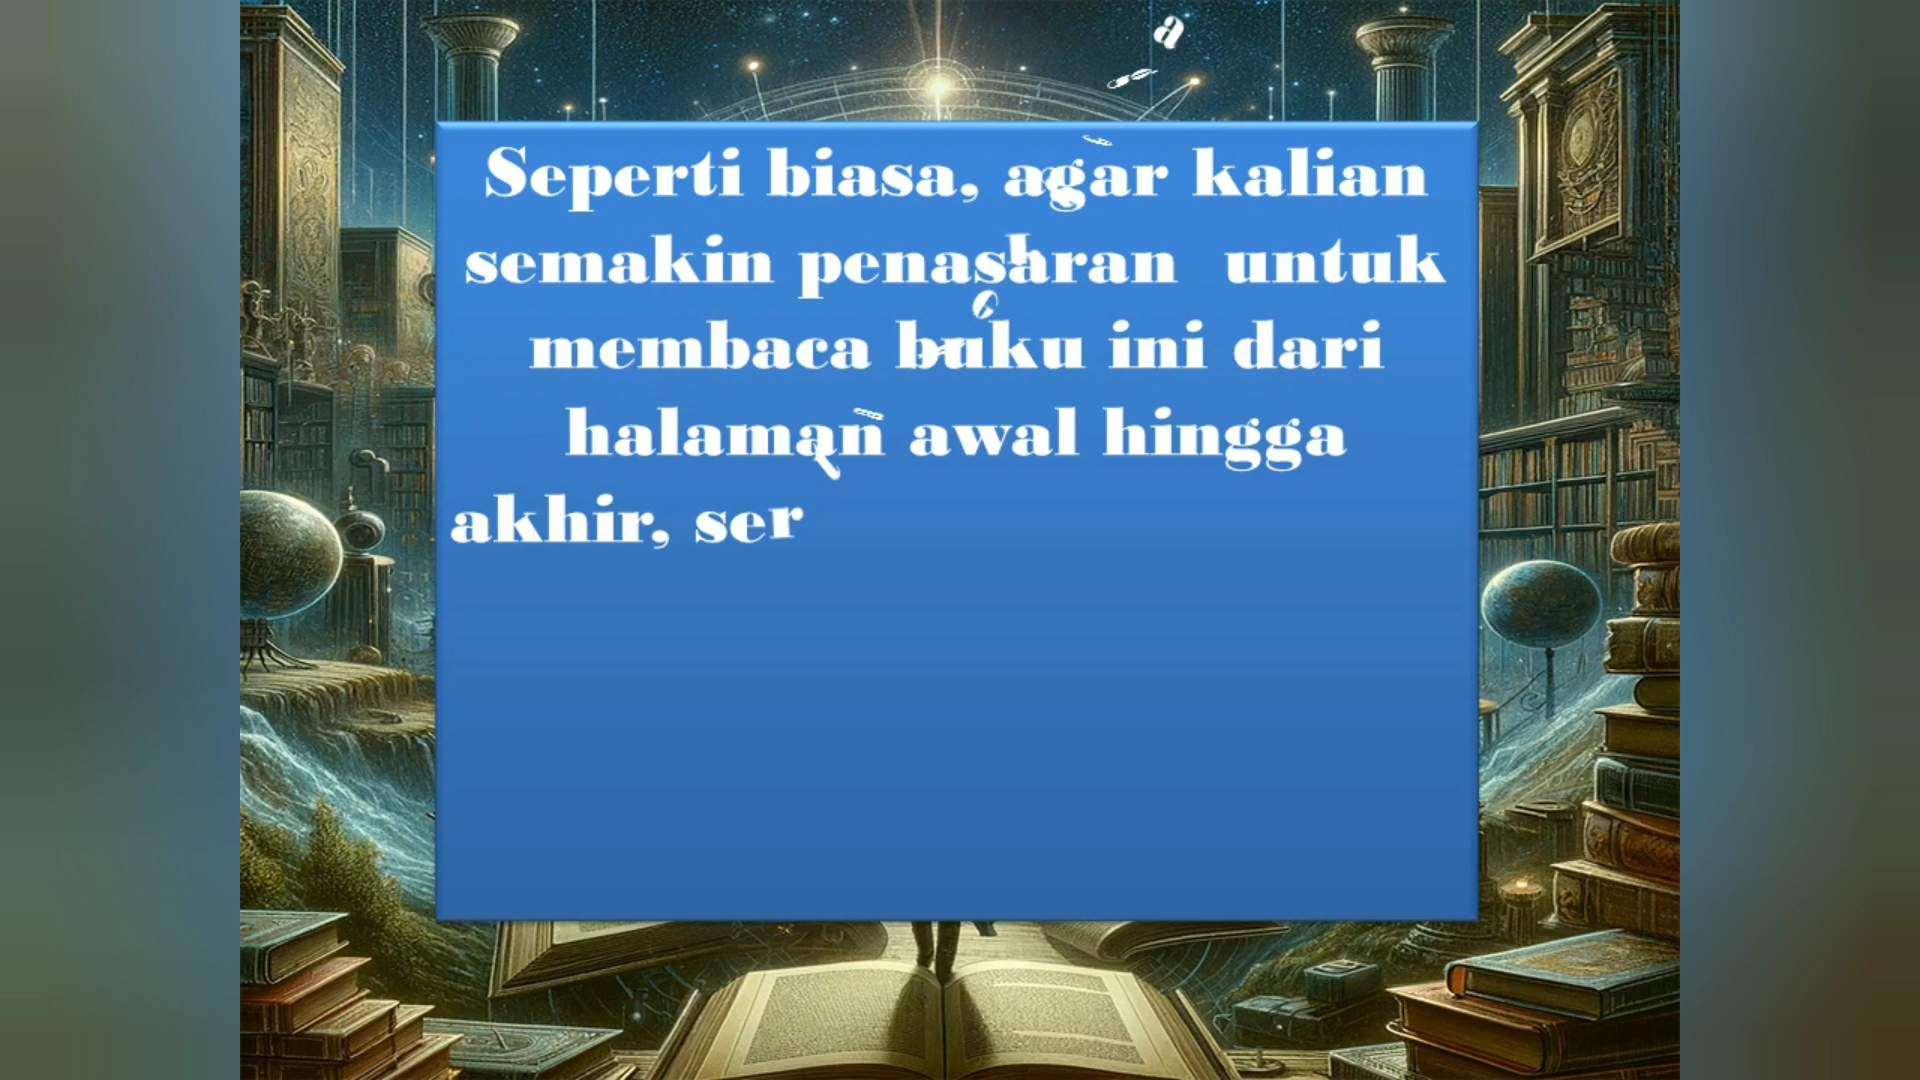 Seperti biasa, agar kalian
semakin penasaran untuk
membaca buku ini dari
halaman awal hingga
akhir, ser